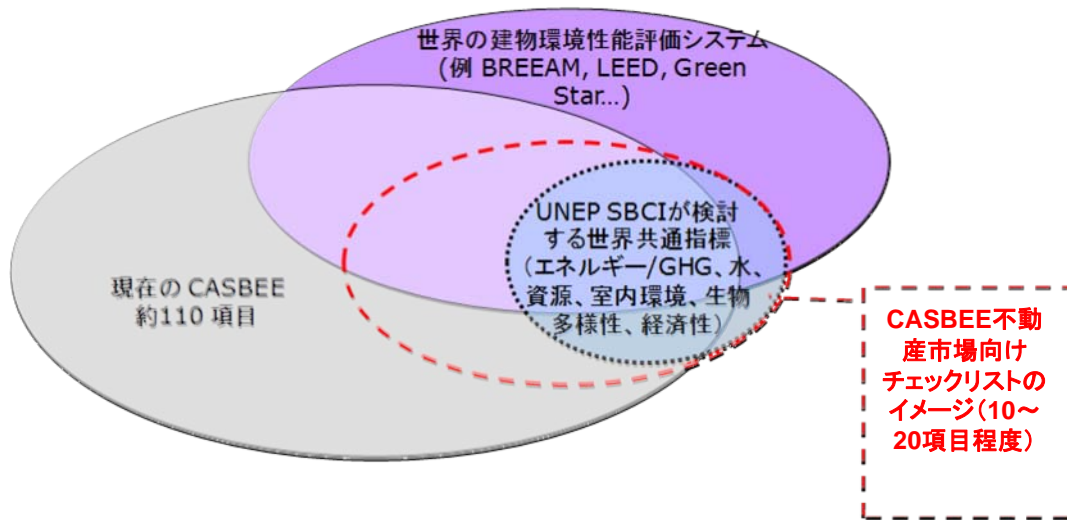 世界の建物環境性能評価システム
(例 BREEAM, LEED, Green
Star…)
UNEP SBCIが検討
する世界共通指標
（エネルギー/GHG、水、
資源、室内環境、生物
多様性、経済性）
現在の CASBEE
約110 項目
CASBEE不動
産市場向け
チェックリストの
イメージ（10～
20項目程度）